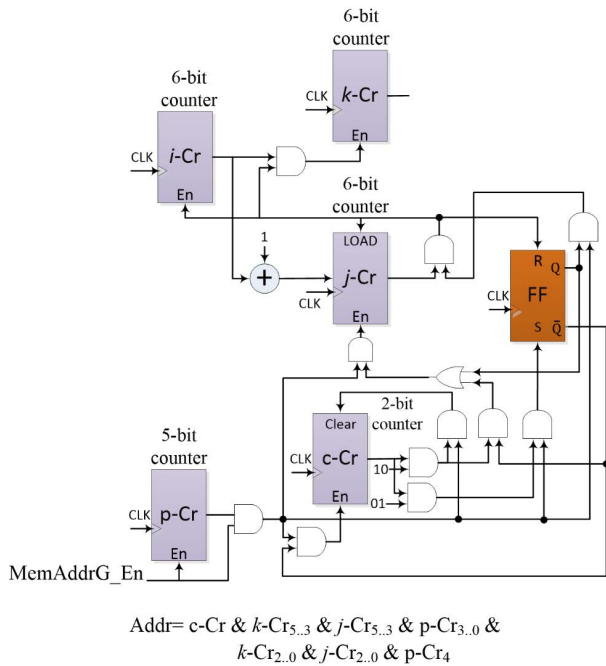 6-bit
counter
CLK
k-Cr
En
6-bit
counter
CLK
i-Cr
En
6-bit
counter
1
+
LOAD
CLK
j-Cr
En
R
Q
CLK
FF
S
Q̄
2-bit
counter
Clear
CLK
c-Cr
En
10
01
5-bit
counter
CLK
p-Cr
En
MemAddrG_En
Addr= c-Cr & k-Cr5..3 & j-Cr5..3 & p-Cr3..0 &
k-Cr2..0 & j-Cr2..0 & p-Cr4